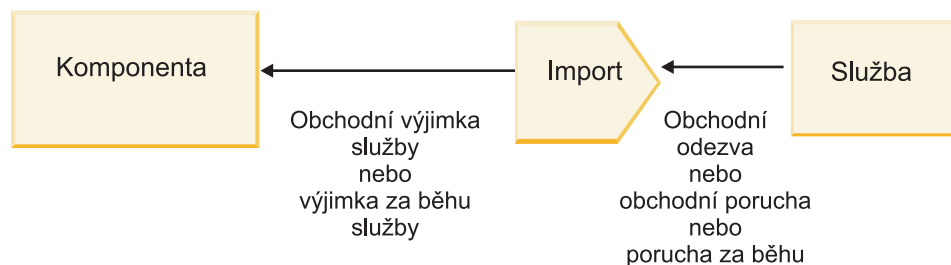 Komponenta
Import
Služba
Obchodní výjimka
služby
nebo
výjimka za běhu
služby
Obchodní
odezva
nebo
obchodní porucha
nebo
porucha za běhu